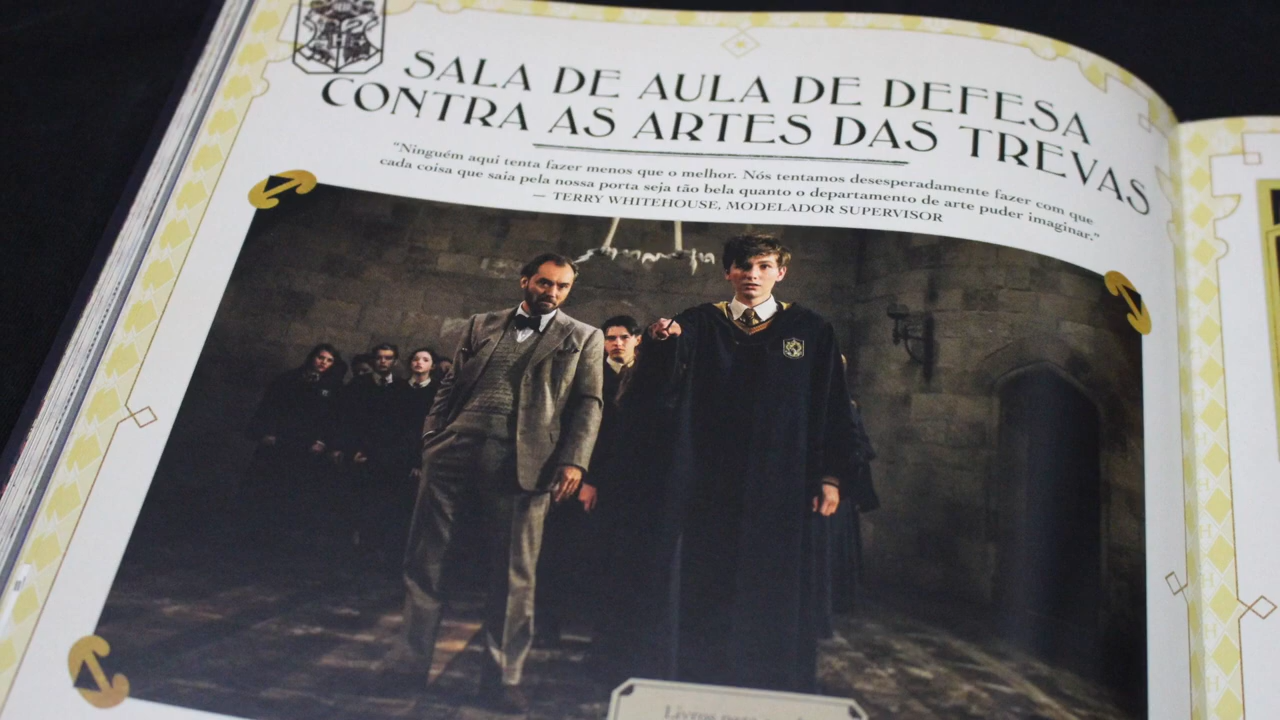 SALA DE AULA DE DEFESA
CONTRA AS ARTES DAS TREVAS
"Ninguém aqui tenta fazer menos que o melhor. Nós tentamos desesperadamente fazer com que
cada coisa que saia pela nossa porta seja tão bela quanto o departamento de arte puder imaginar."
— TERRY WHITEHOUSE, MODELADOR SUPERVISOR